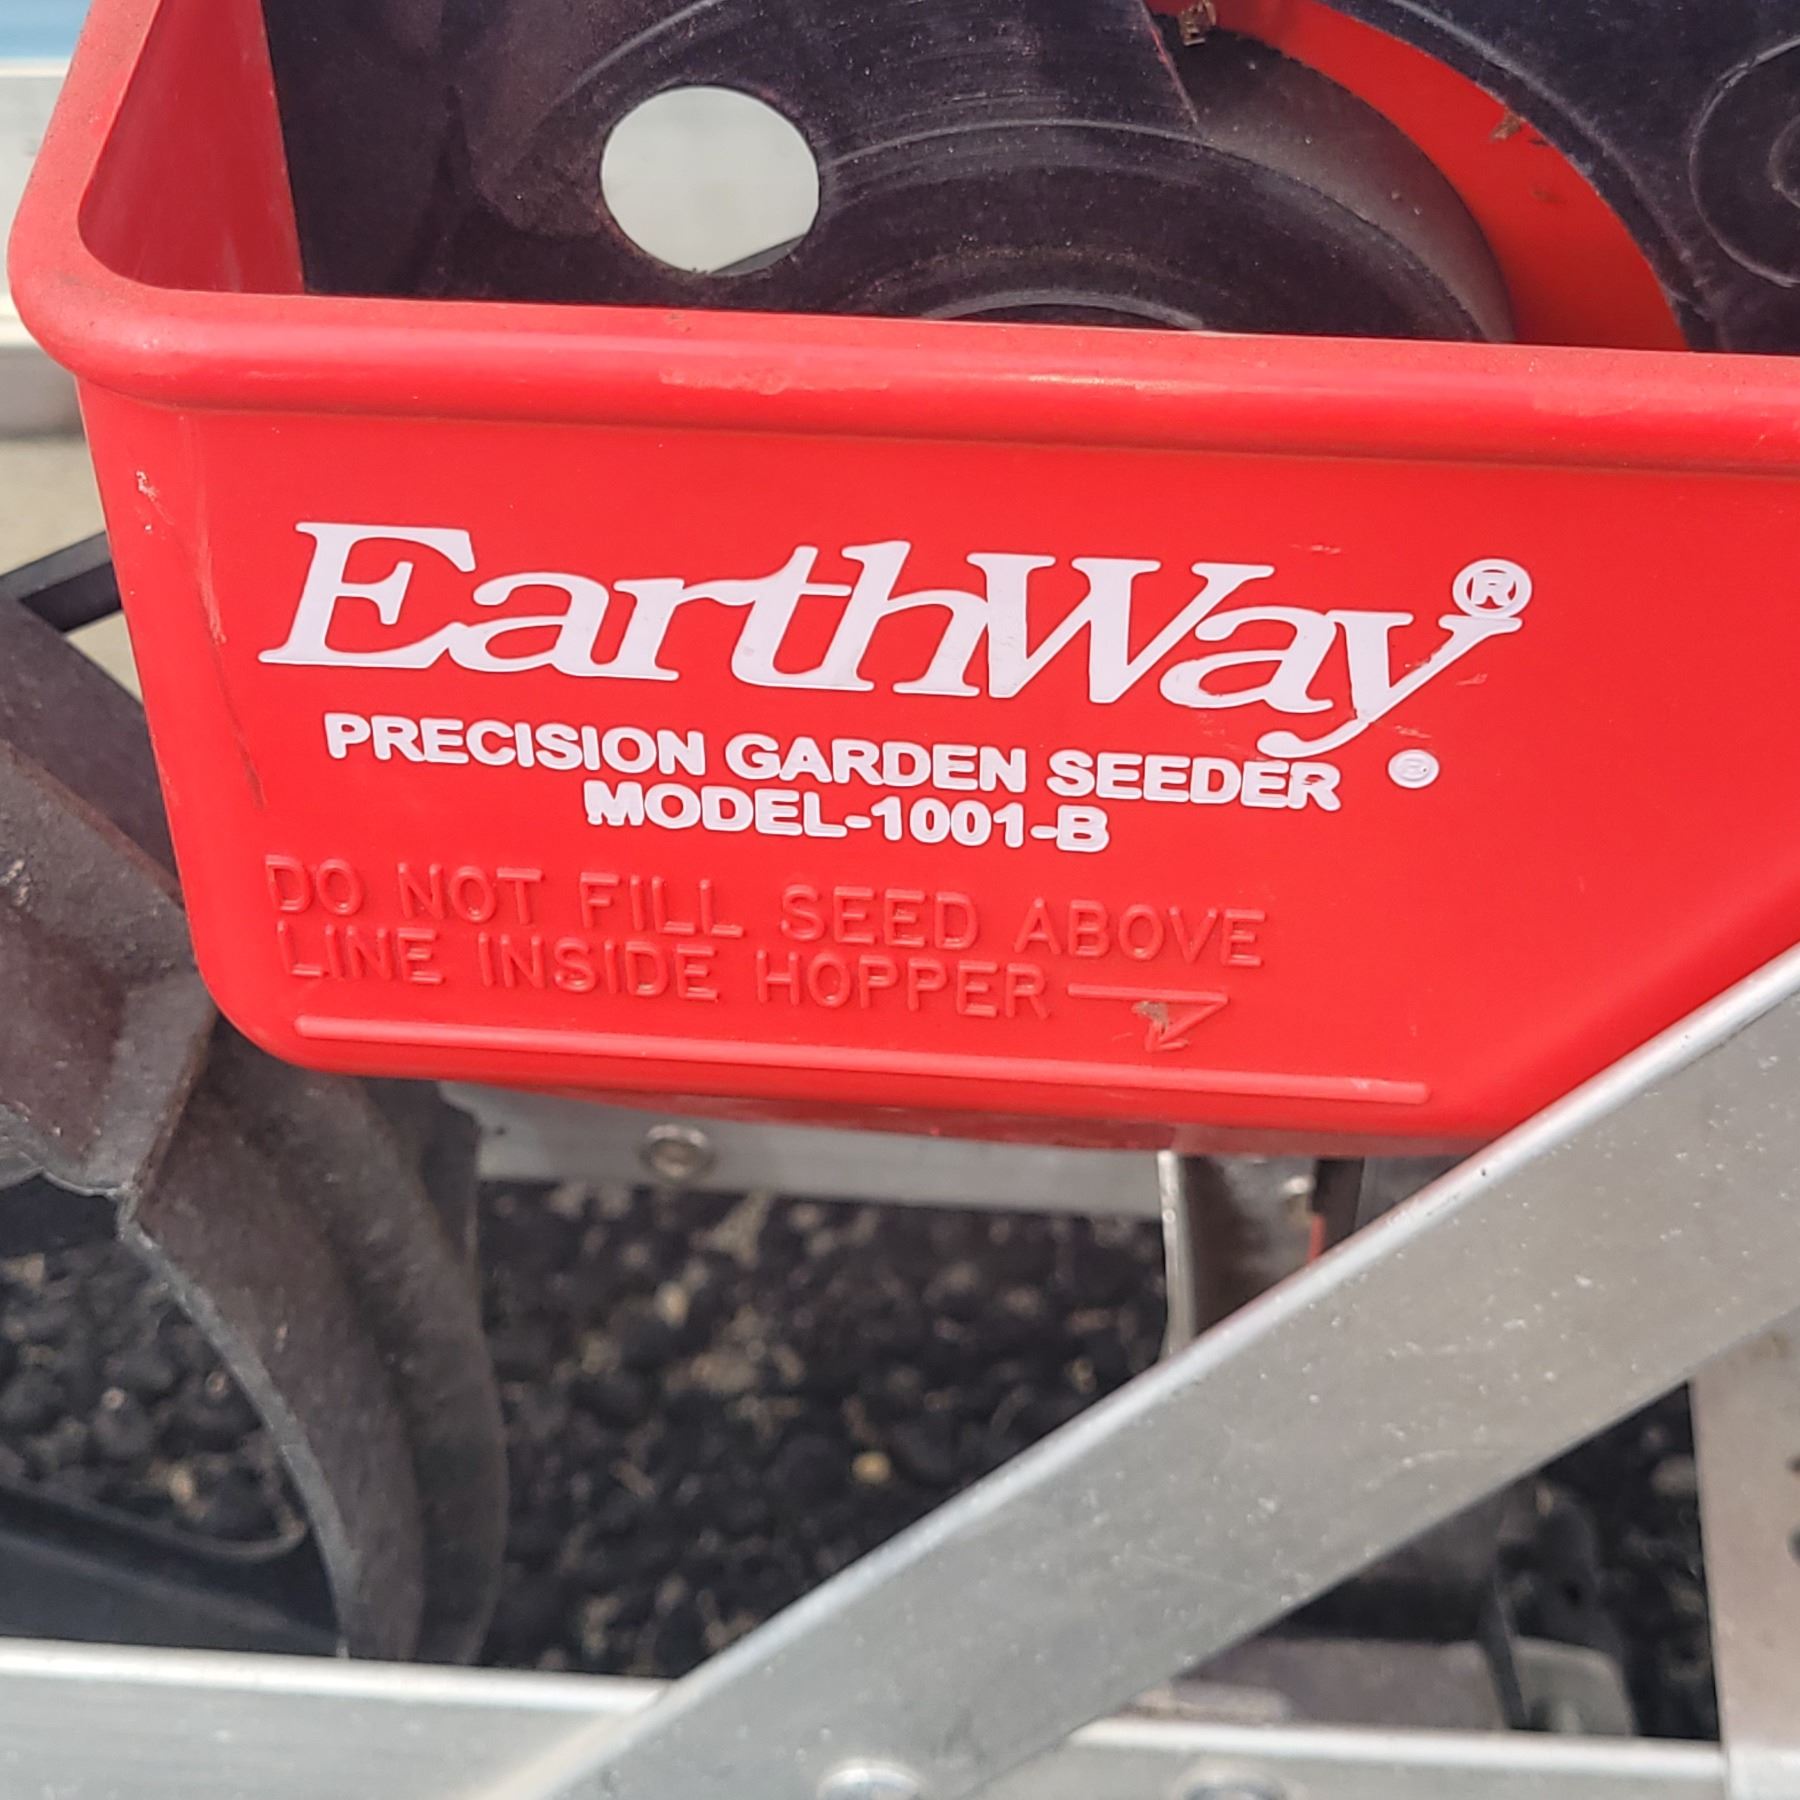 EarthWay®
PRECISION GARDEN SEEDER ®
MODEL-1001-B
DO NOT FILL SEED ABOVE
LINE INSIDE HOPPER